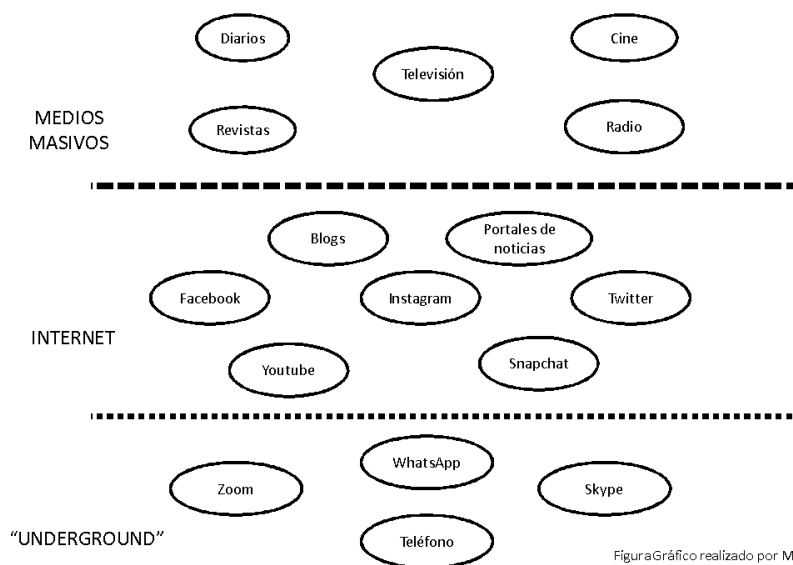 Diarios
Cine
Televisión
MEDIOS
MASIVOS
Revistas
Radio
Blogs
Portales de
noticias
Facebook
Instagram
Twitter
INTERNET
Youtube
Snapchat
WhatsApp
Zoom
Skype
"UNDERGROUND"
Teléfono
FiguraGráfico realizado por M